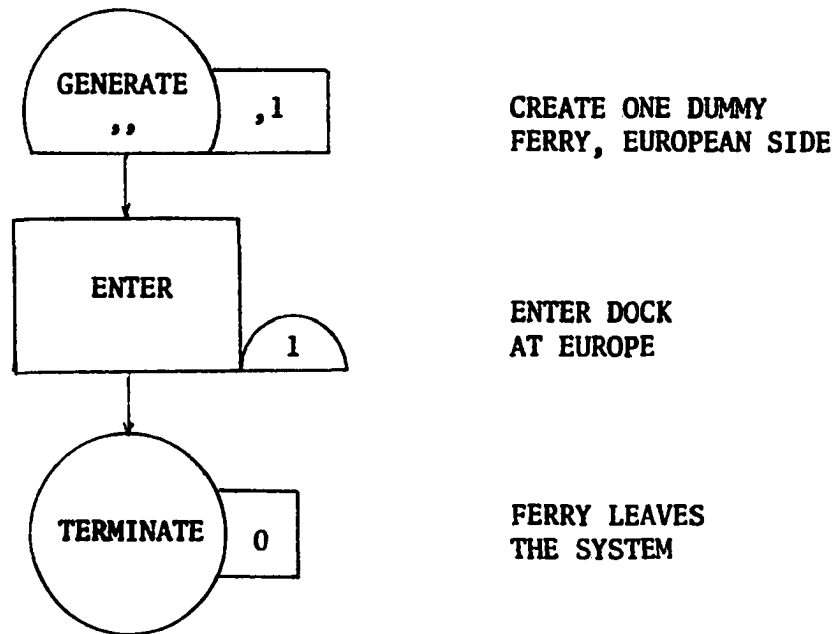 GENERATE
,,
,1
CREATE ONE DUMMY
FERRY, EUROPEAN SIDE
ENTER
1
ENTER DOCK
AT EUROPE
TERMINATE
0
FERRY LEAVES
THE SYSTEM